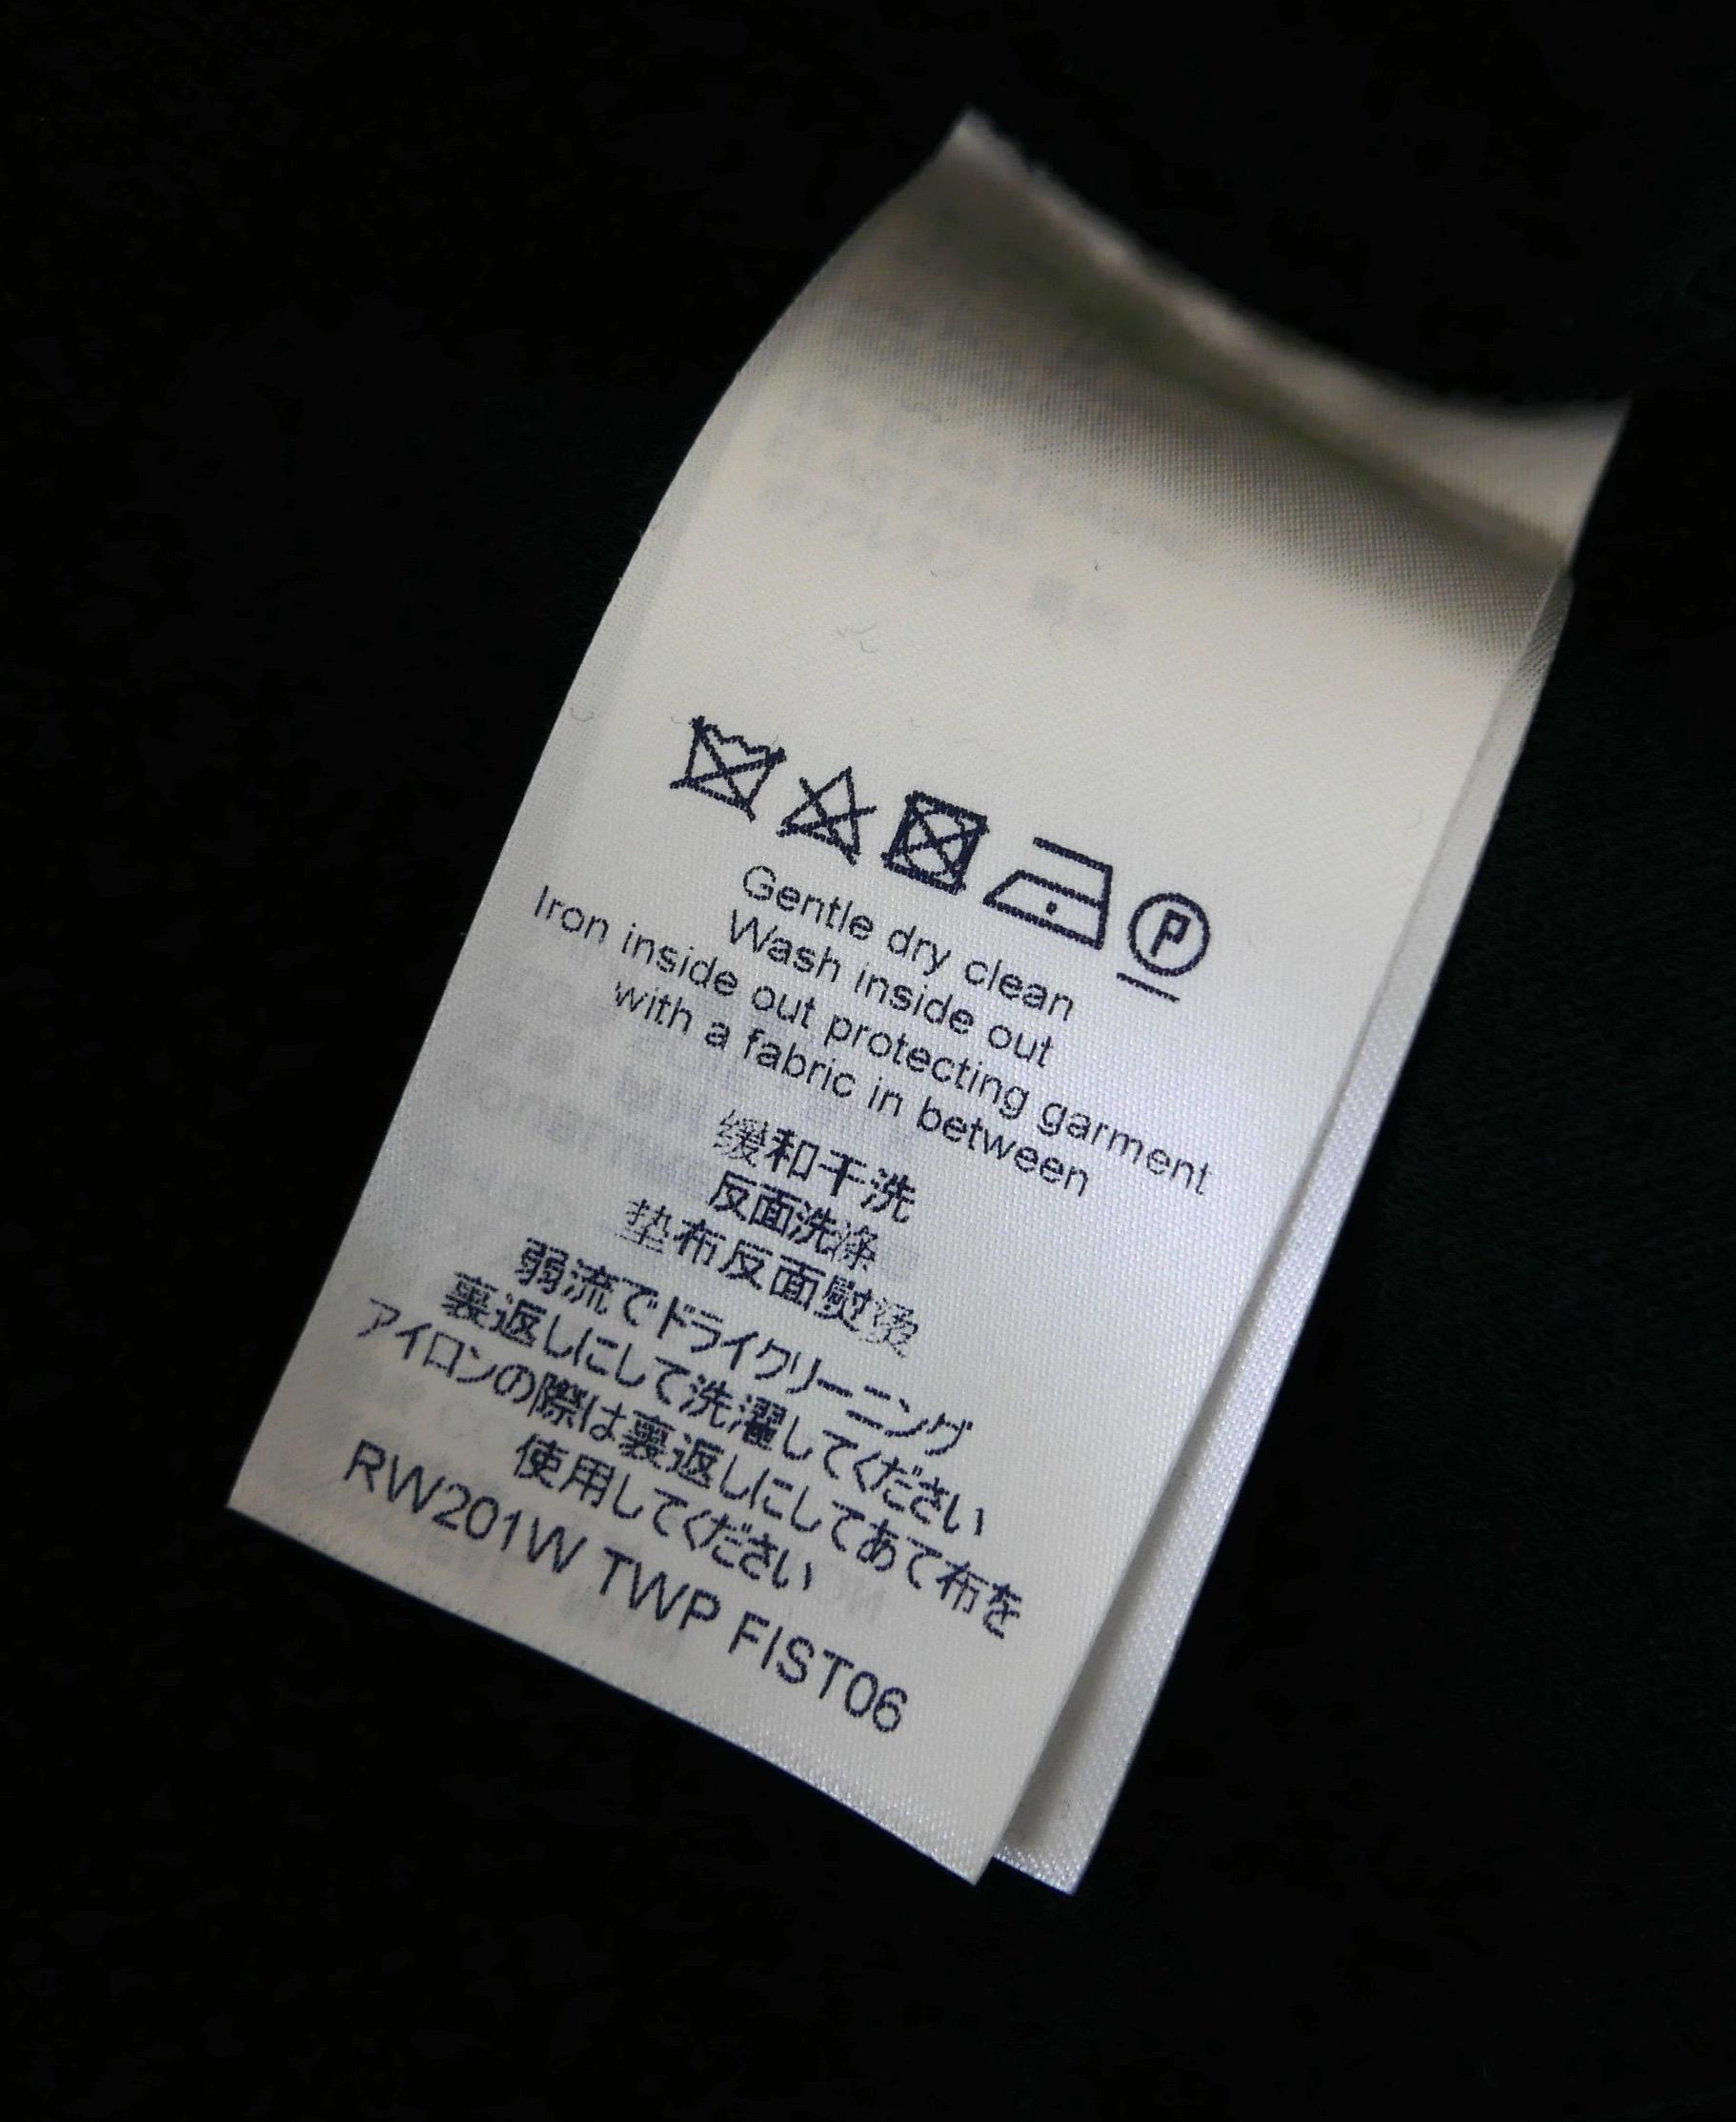 Gentle dry clean
Wash inside out
Iron inside out protecting garment
with a fabric in between
缓和干洗
反面洗涤
垫布反面熨烫
弱流でドライクリーニング
裏返しにして洗濯してください
アイロンの際は裏返しにしてあて布を
使用してください
RW201W TWP FIST06